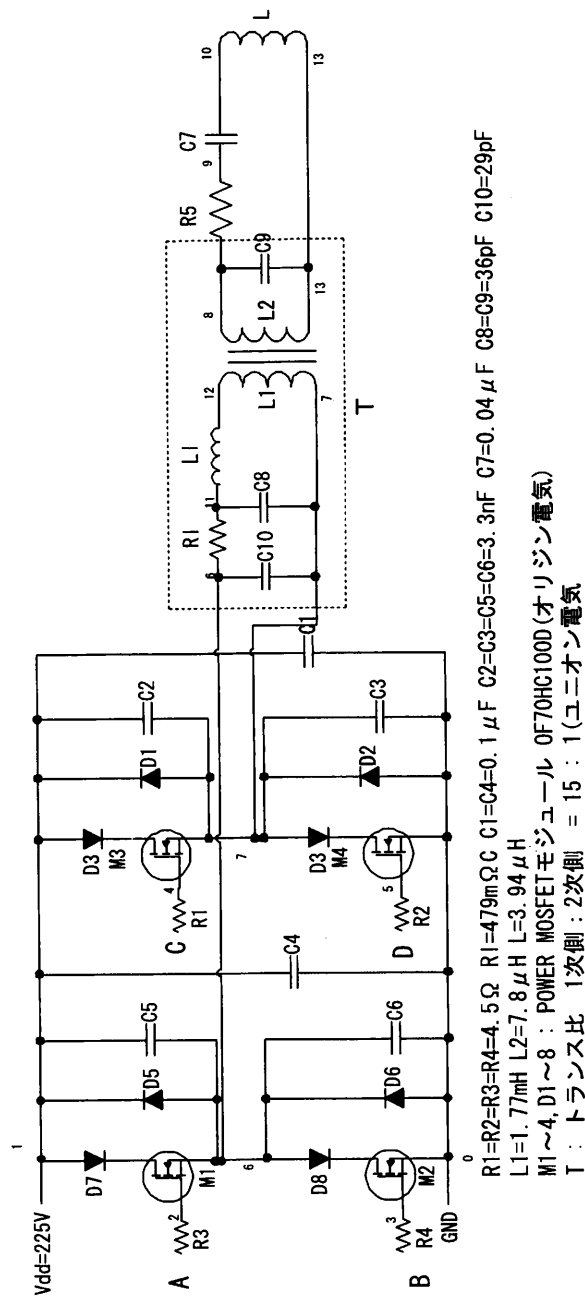 Vdd=225V
1
D7
D5
C5
C4
D3
D1
C2
A
R3
2
M1
C
R1
4
M3
6
7
C1
D8
D6
C6
D3
D2
C3
B
R4
3
M2
D
R2
5
M4
GND
0
6
Rl
11
Ll
12
8
R5
9
C7
10
C10
C8
L1
L2
C9
L
7
13
13
T
R1=R2=R3=R4=4.5Ω Rl=479mΩC C1=C4=0.1μF C2=C3=C5=C6=3.3nF C7=0.04μF C8=C9=36pF C10=29pF
L1=1.77mH L2=7.8μH L=3.94μH
M1~4,D1~8 : POWER MOSFETモジュール OF70HC100D(オリジン電気)
T : トランス比 1次側:2次側 =15:1(ユニオン電気